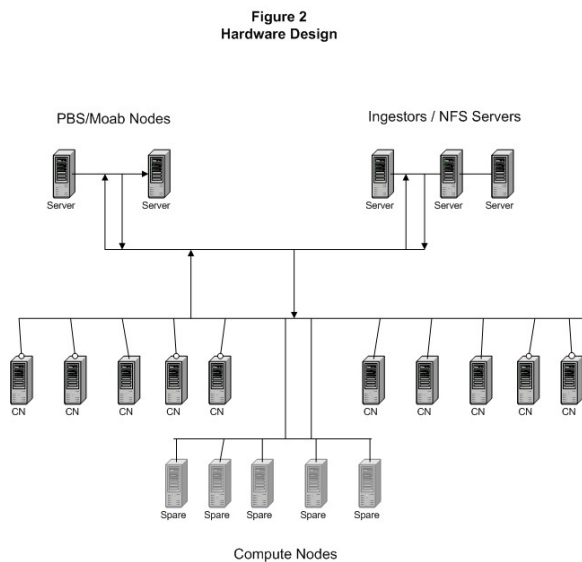 Figure 2
Hardware Design
PBS/Moab Nodes
Ingestors / NFS Servers
Server Server Server Server Server
CN CN CN CN CN CN CN CN CN CN
Spare Spare Spare Spare Spare
Compute Nodes